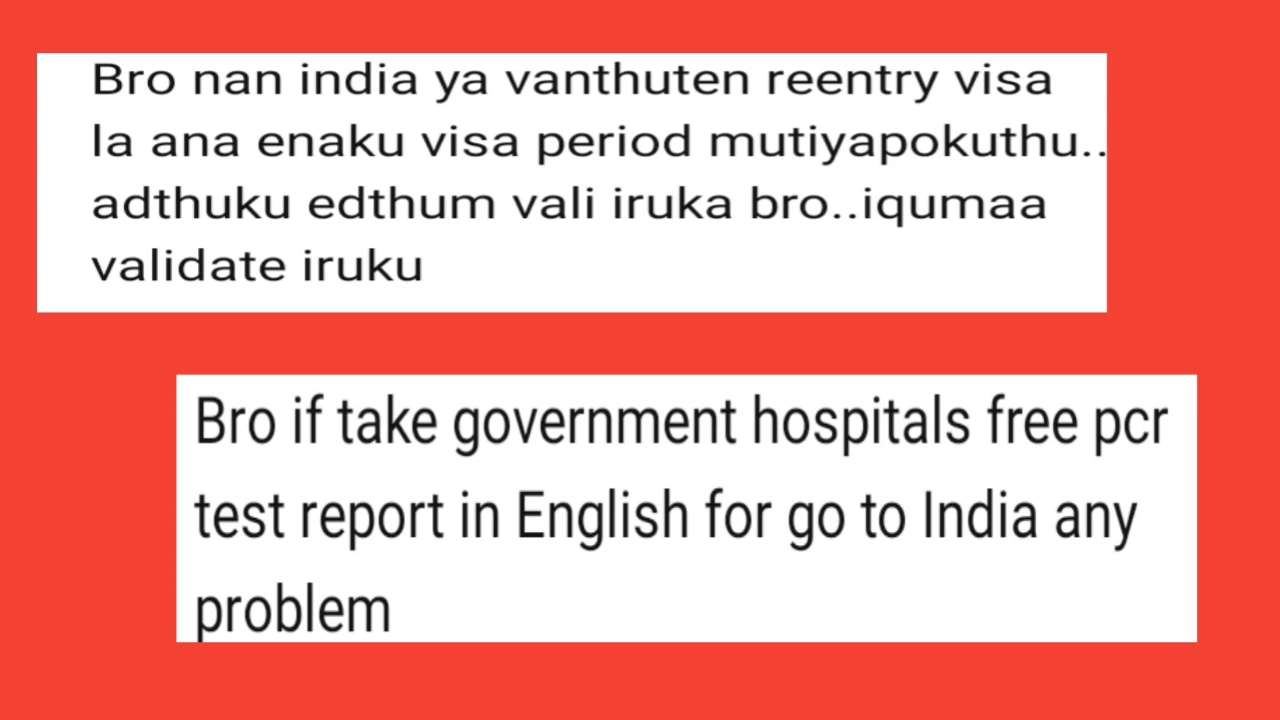 Bro nan india ya vanthuten reentry visa
la ana enaku visa period mutiyapokuthu..
adthuku edthum vali iruka bro..iqumaa
validate iruku
Bro if take government hospitals free pcr
test report in English for go to India any
problem